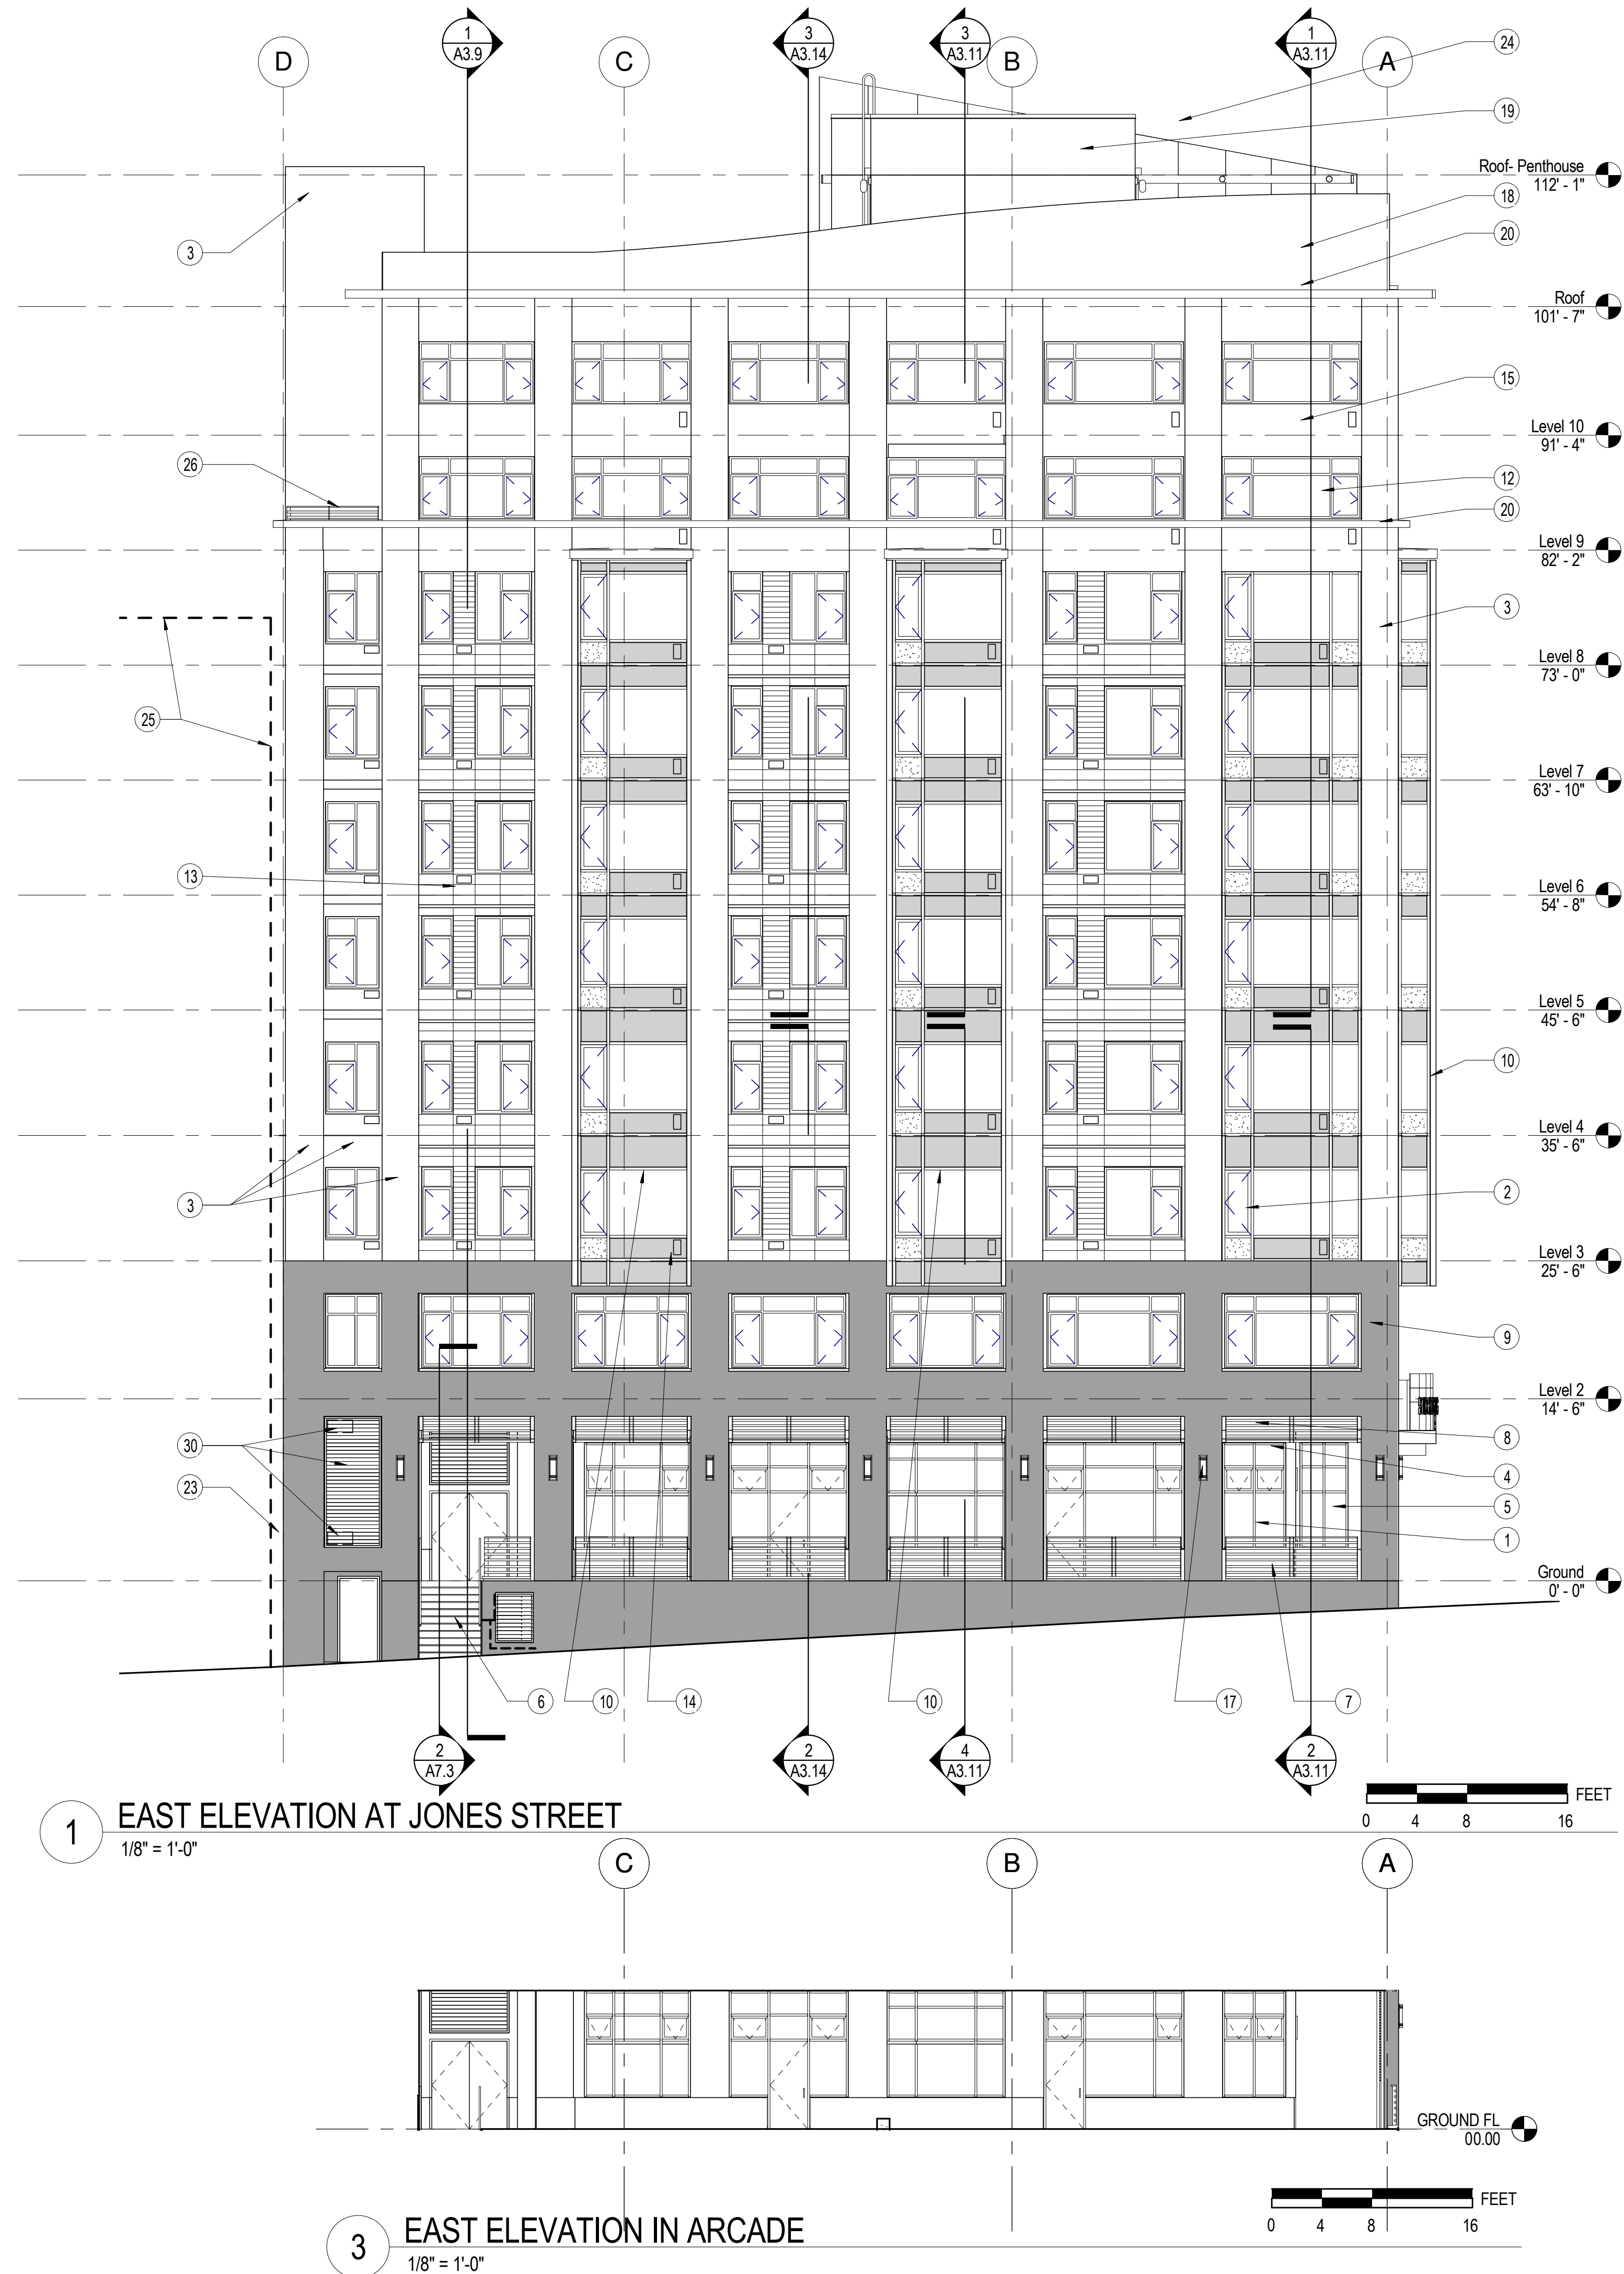 D
1
A3.9
C
3
A3.14
3
A3.11
B
1
A3.11
A
24
19
Roof- Penthouse
112' - 1"
18
3
20
Roof
101' - 7"
15
Level 10
91' - 4"
26
12
20
Level 9
82' - 2"
3
Level 8
73' - 0"
25
Level 7
63' - 10"
13
Level 6
54' - 8"
Level 5
45' - 6"
10
Level 4
35' - 6"
3
2
Level 3
25' - 6"
9
Level 2
14' - 6"
30
8
4
23
5
1
Ground
0' - 0"
6
10
14
10
17
7
2
A7.3
2
A3.14
4
A3.11
2
A3.11
FEET
0 4 8 16
1
EAST ELEVATION AT JONES STREET
1/8" = 1'-0"
C
B
A
GROUND FL
00.00
FEET
0 4 8 16
3
EAST ELEVATION IN ARCADE
1/8" = 1'-0"